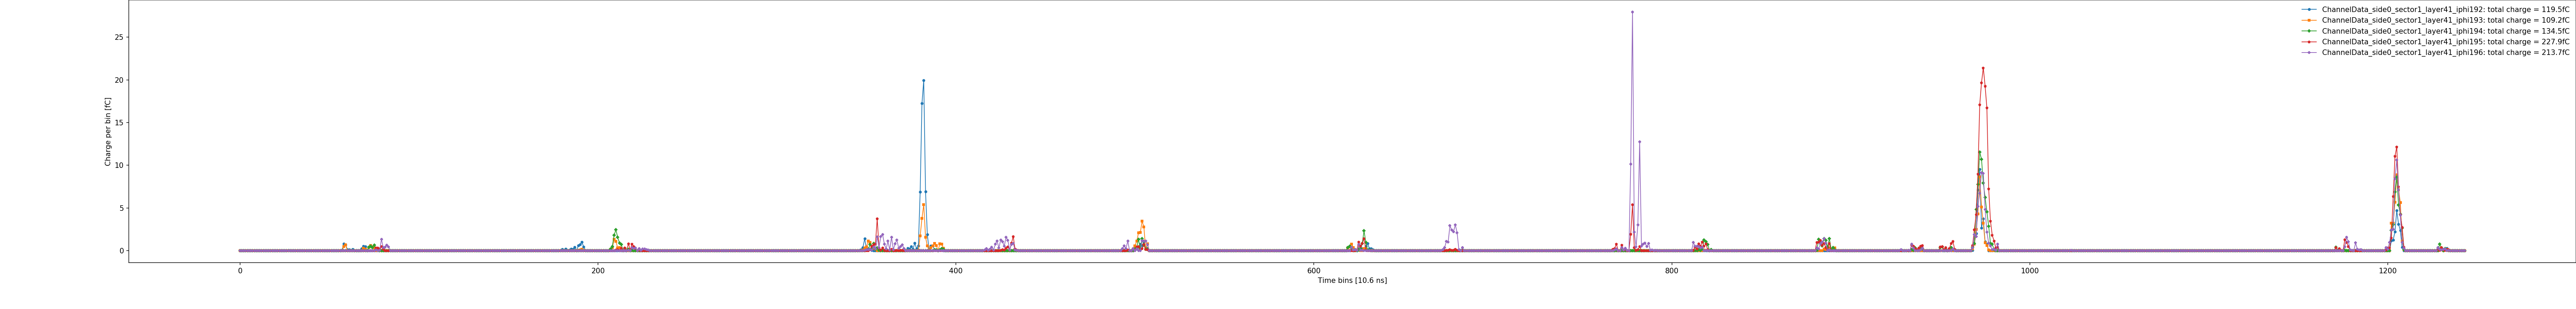 ChannelData_side0_sector1_layer41_iphi192: total charge = 119.5fC
ChannelData_side0_sector1_layer41_iphi193: total charge = 109.2fC
ChannelData_side0_sector1_layer41_iphi194: total charge = 134.5fC
ChannelData_side0_sector1_layer41_iphi195: total charge = 227.9fC
ChannelData_side0_sector1_layer41_iphi196: total charge = 213.7fC
Charge per bin [fC]
25
20
15
10
5
0
0 200 400 600 800 1000 1200
Time bins [10.6 ns]